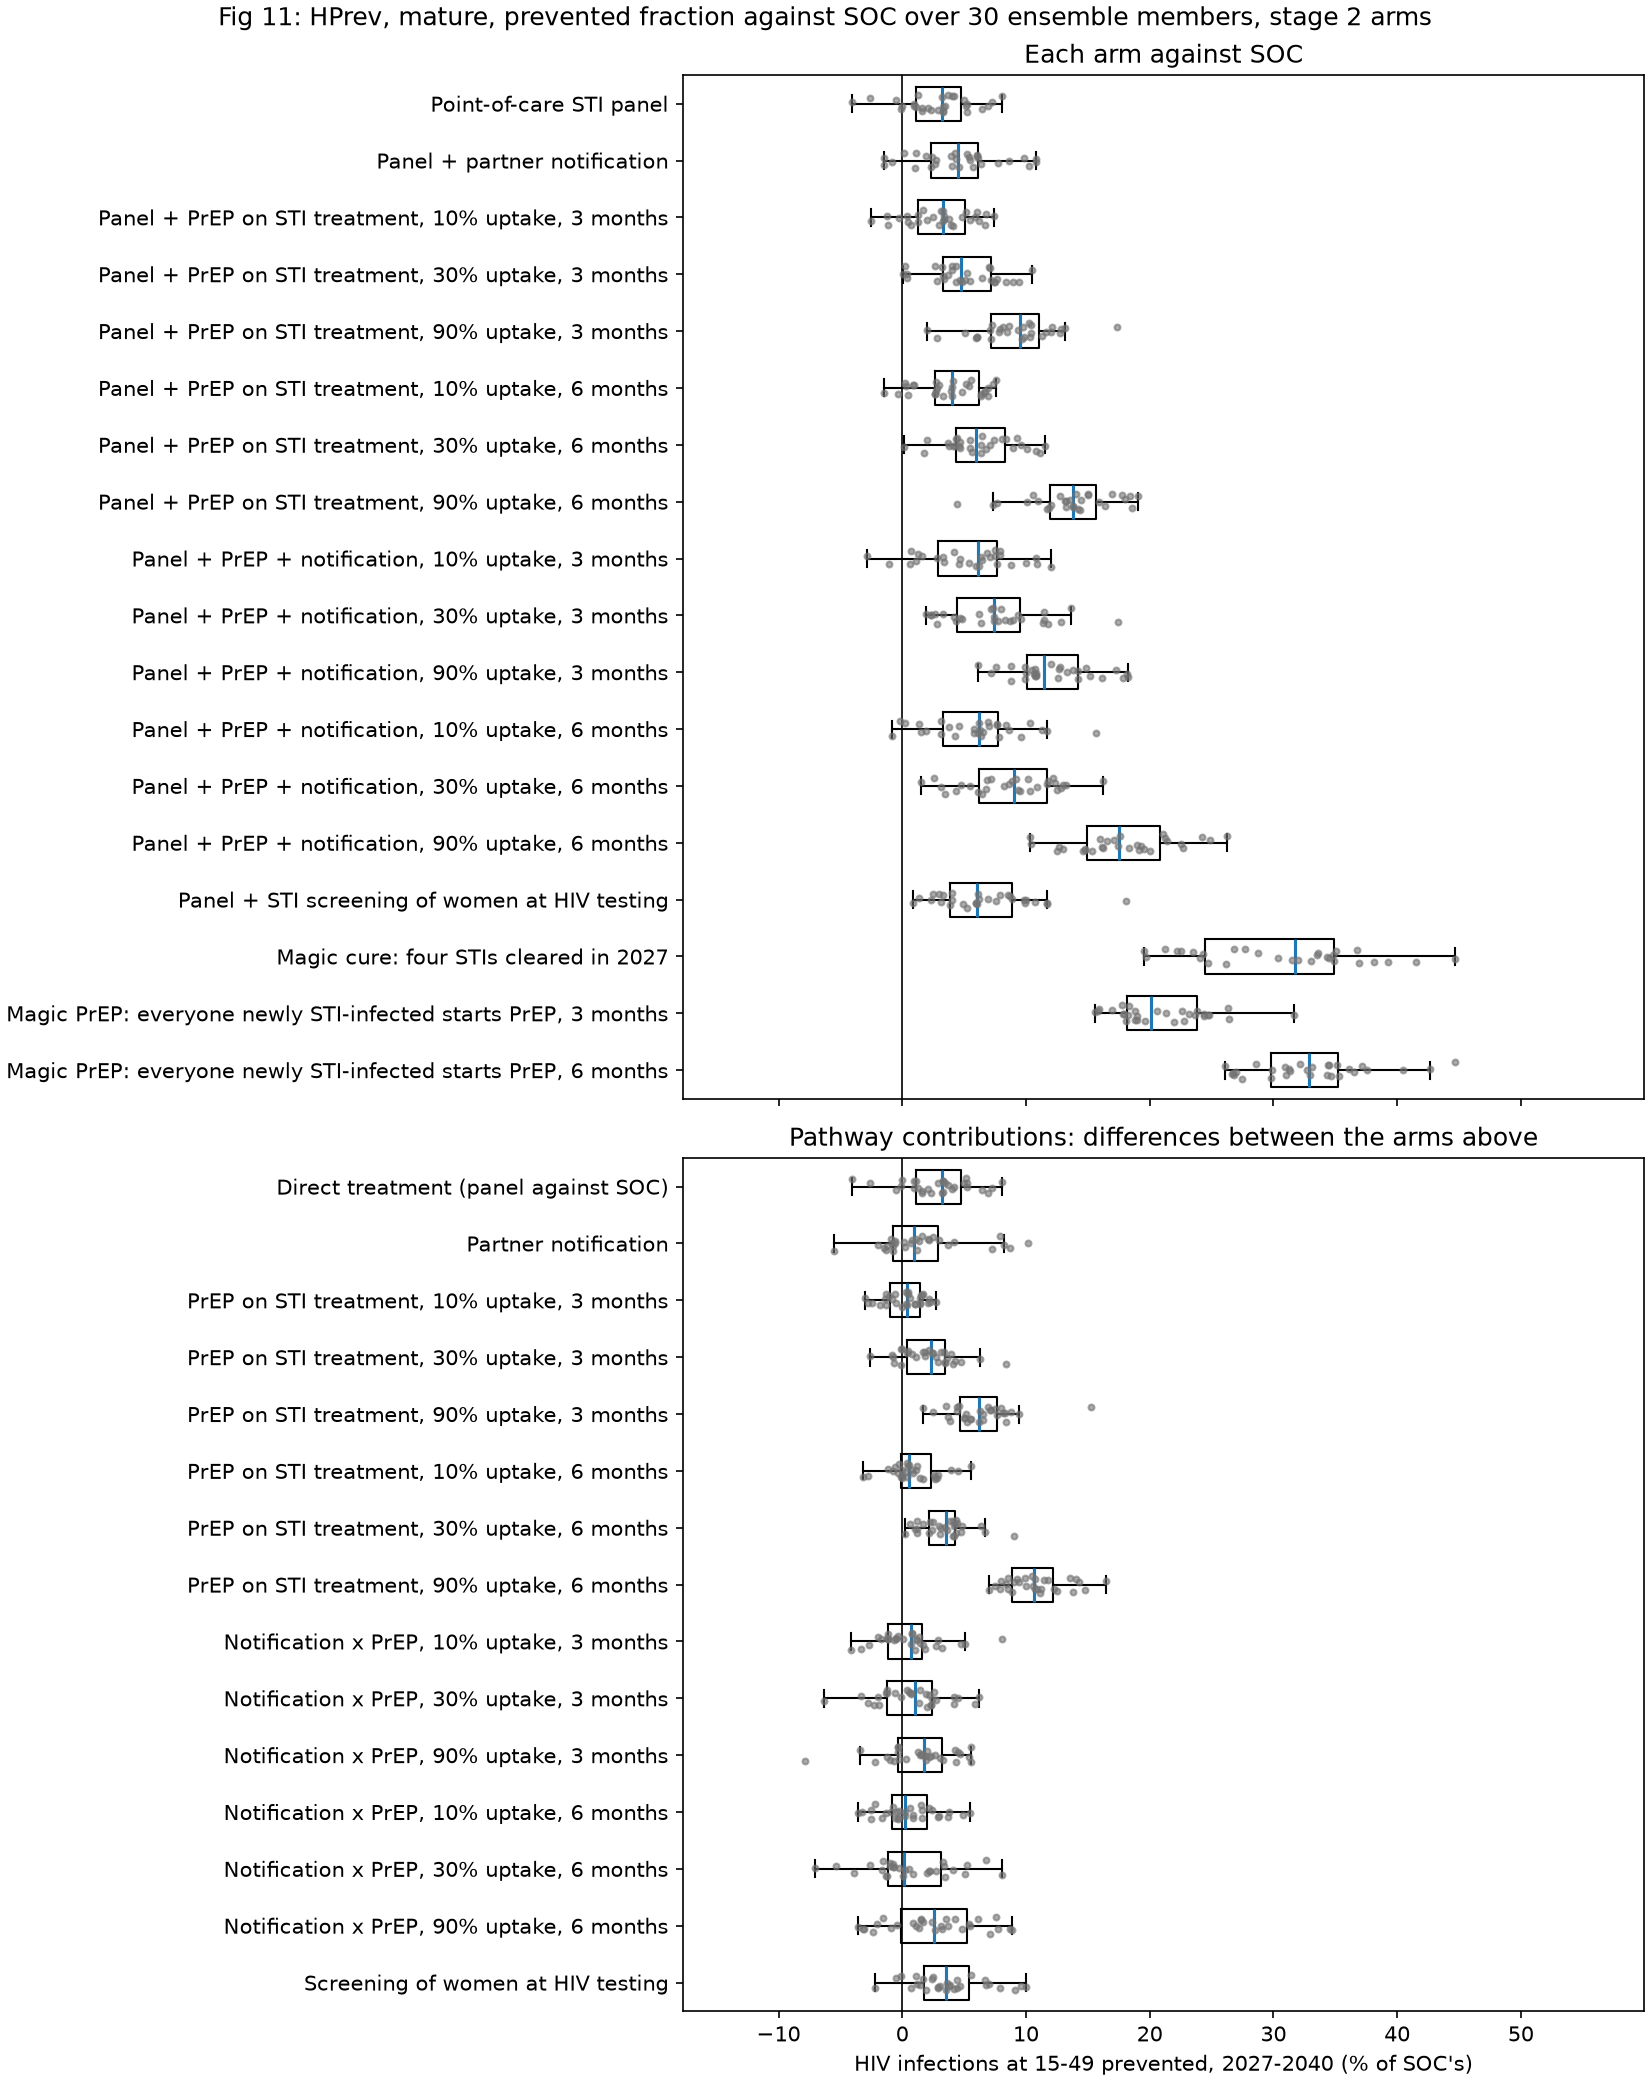 Fig 11: HPrev, mature, prevented fraction against SOC over 30 ensemble members, stage 2 arms
Each arm against SOC
Point-of-care STI panel
Panel + partner notification
Panel + PrEP on STI treatment, 10% uptake, 3 months
Panel + PrEP on STI treatment, 30% uptake, 3 months
Panel + PrEP on STI treatment, 90% uptake, 3 months
Panel + PrEP on STI treatment, 10% uptake, 6 months
Panel + PrEP on STI treatment, 30% uptake, 6 months
Panel + PrEP on STI treatment, 90% uptake, 6 months
Panel + PrEP + notification, 10% uptake, 3 months
Panel + PrEP + notification, 30% uptake, 3 months
Panel + PrEP + notification, 90% uptake, 3 months
Panel + PrEP + notification, 10% uptake, 6 months
Panel + PrEP + notification, 30% uptake, 6 months
Panel + PrEP + notification, 90% uptake, 6 months
Panel + STI screening of women at HIV testing
Magic cure: four STIs cleared in 2027
Magic PrEP: everyone newly STI-infected starts PrEP, 3 months
Magic PrEP: everyone newly STI-infected starts PrEP, 6 months
Pathway contributions: differences between the arms above
Direct treatment (panel against SOC)
Partner notification
PrEP on STI treatment, 10% uptake, 3 months
PrEP on STI treatment, 30% uptake, 3 months
PrEP on STI treatment, 90% uptake, 3 months
PrEP on STI treatment, 10% uptake, 6 months
PrEP on STI treatment, 30% uptake, 6 months
PrEP on STI treatment, 90% uptake, 6 months
Notification x PrEP, 10% uptake, 3 months
Notification x PrEP, 30% uptake, 3 months
Notification x PrEP, 90% uptake, 3 months
Notification x PrEP, 10% uptake, 6 months
Notification x PrEP, 30% uptake, 6 months
Notification x PrEP, 90% uptake, 6 months
Screening of women at HIV testing
−10 0 10 20 30 40 50
HIV infections at 15-49 prevented, 2027-2040 (% of SOC's)